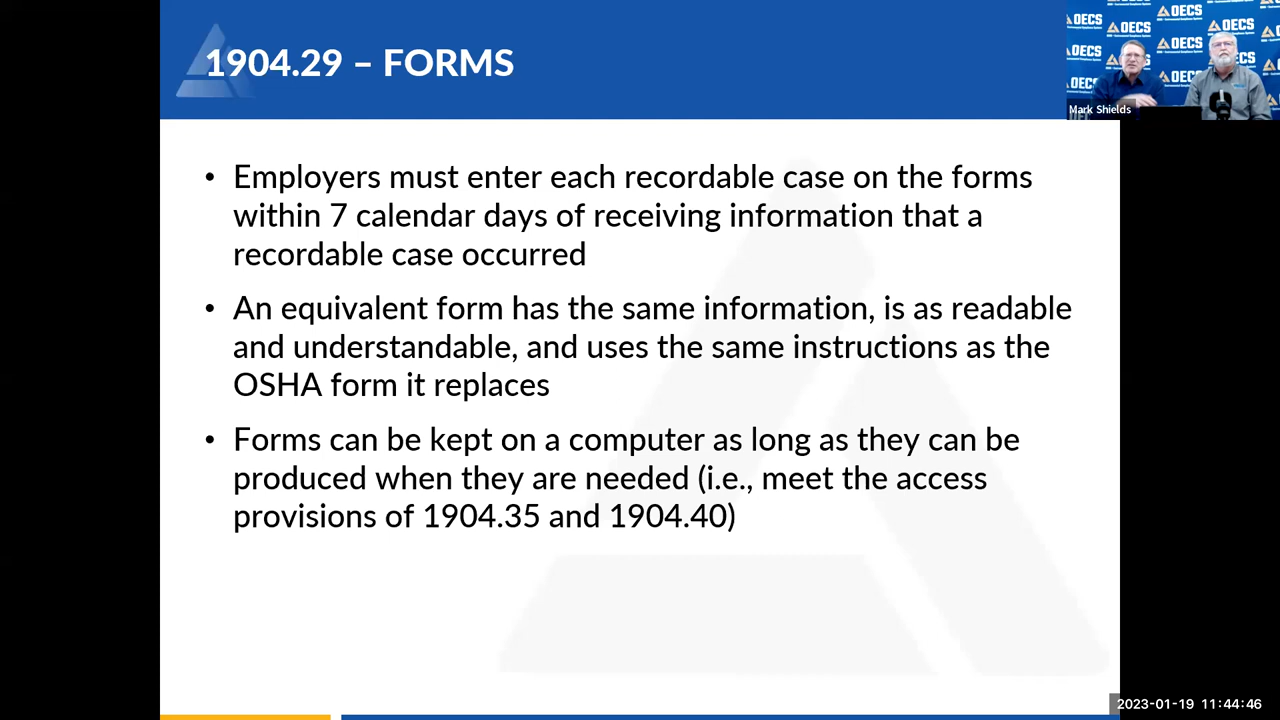 1904.29 – FORMS
OECS
OECS
OECS
OECS
OECS
OECS
OECS
Mark Shields
• Employers must enter each recordable case on the forms
within 7 calendar days of receiving information that a
recordable case occurred
• An equivalent form has the same information, is as readable
and understandable, and uses the same instructions as the
OSHA form it replaces
• Forms can be kept on a computer as long as they can be
produced when they are needed (i.e., meet the access
provisions of 1904.35 and 1904.40)
2023-01-19 11:44:46